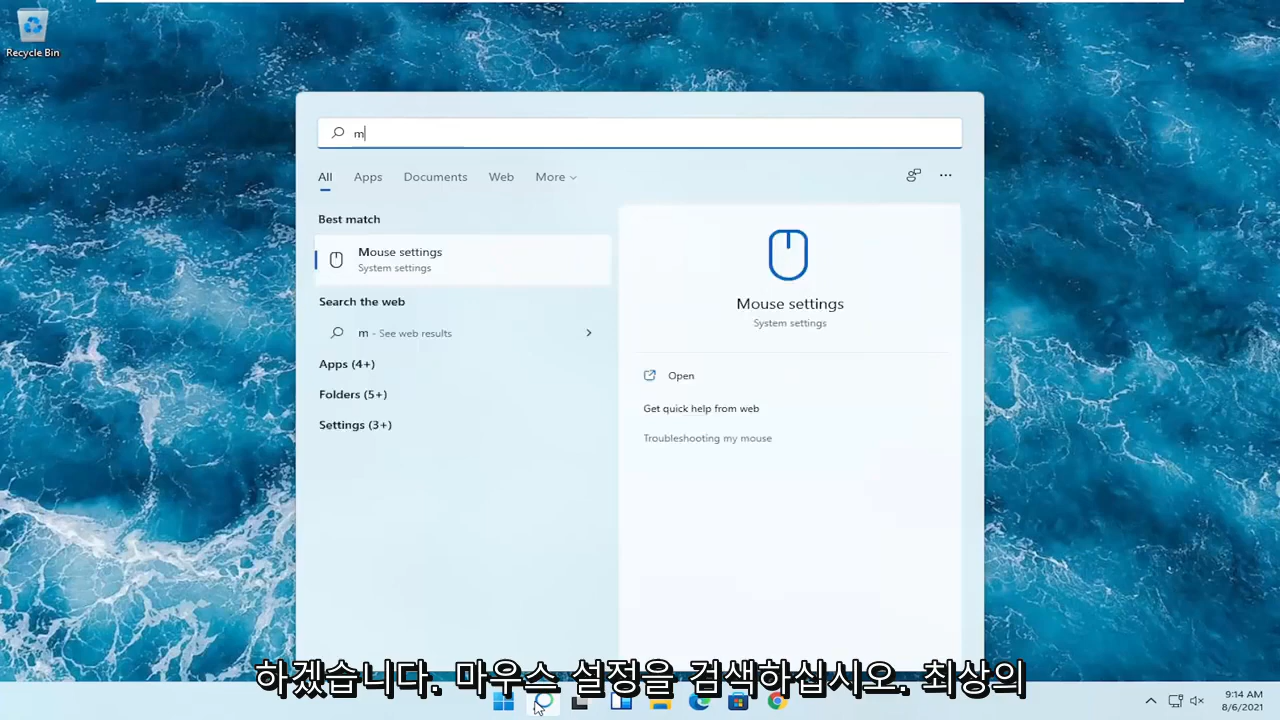 Recycle Bin
m
All Apps Documents Web More
Best match
Mouse settings
System settings
Search the web
m - See web results
Apps (4+)
Folders (5+)
Settings (3+)
Mouse settings
System settings
Open
Get quick help from web
Troubleshooting my mouse
하겠습니다. 마우스 설정을 검색하십시오. 최상의
9:14 AM
8/6/2021